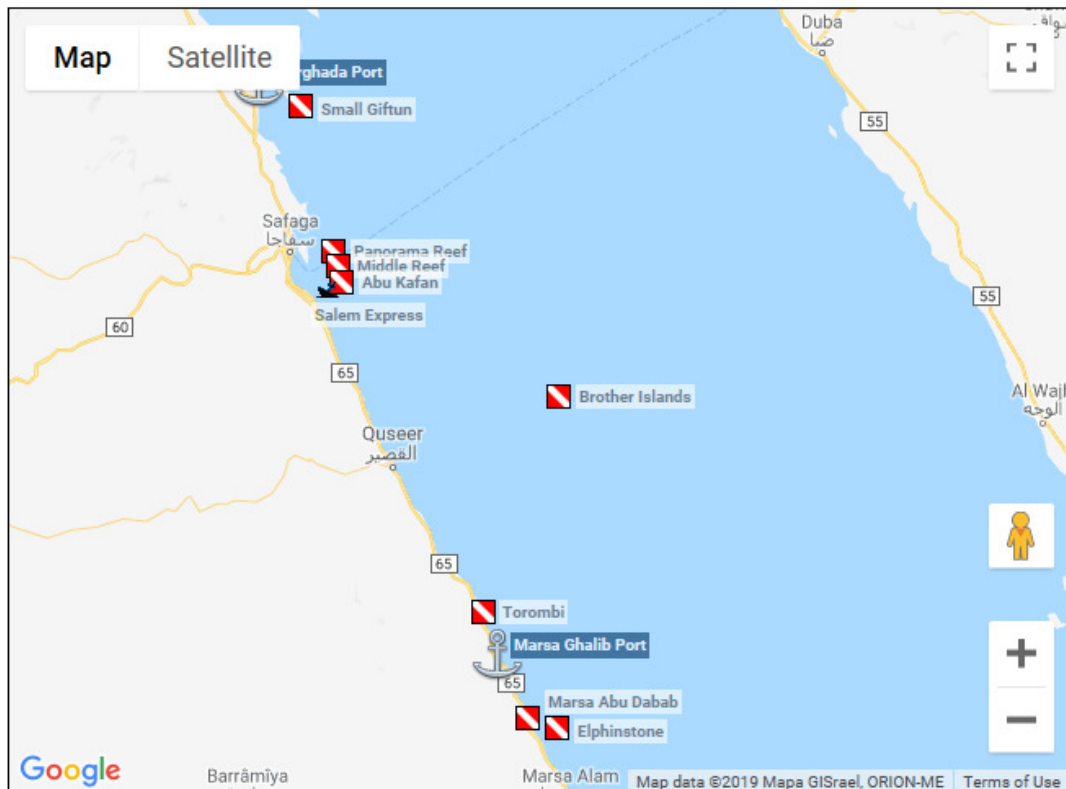 Map
Satellite
Duba
ضبا
rghada Port
Small Giftun
55
Safaga
سفاجا
Panorama Reef
Middle Reef
Abu Kafan
Salem Express
55
60
65
Brother Islands
Al Wajh
الوجه
Quseer
القصير
65
Torombi
Marsa Ghalib Port
65
Marsa Abu Dabab
Elphinstone
Google
Barrâmîya
Marsa Alam
Map data ©2019 Mapa GISrael, ORION-ME
Terms of Use